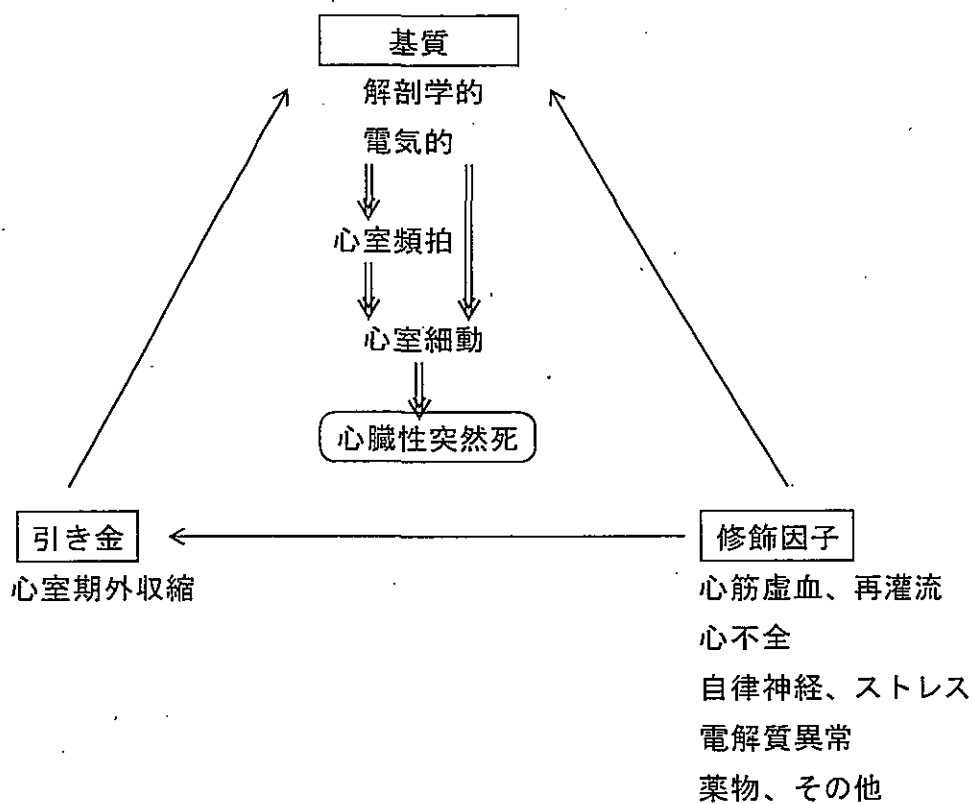 基質
解剖学的
電気的
心室頻拍
心室細動
心臓性突然死
引き金
心室期外収縮
修飾因子
心筋虚血、再灌流
心不全
自律神経、ストレス
電解質異常
薬物、その他